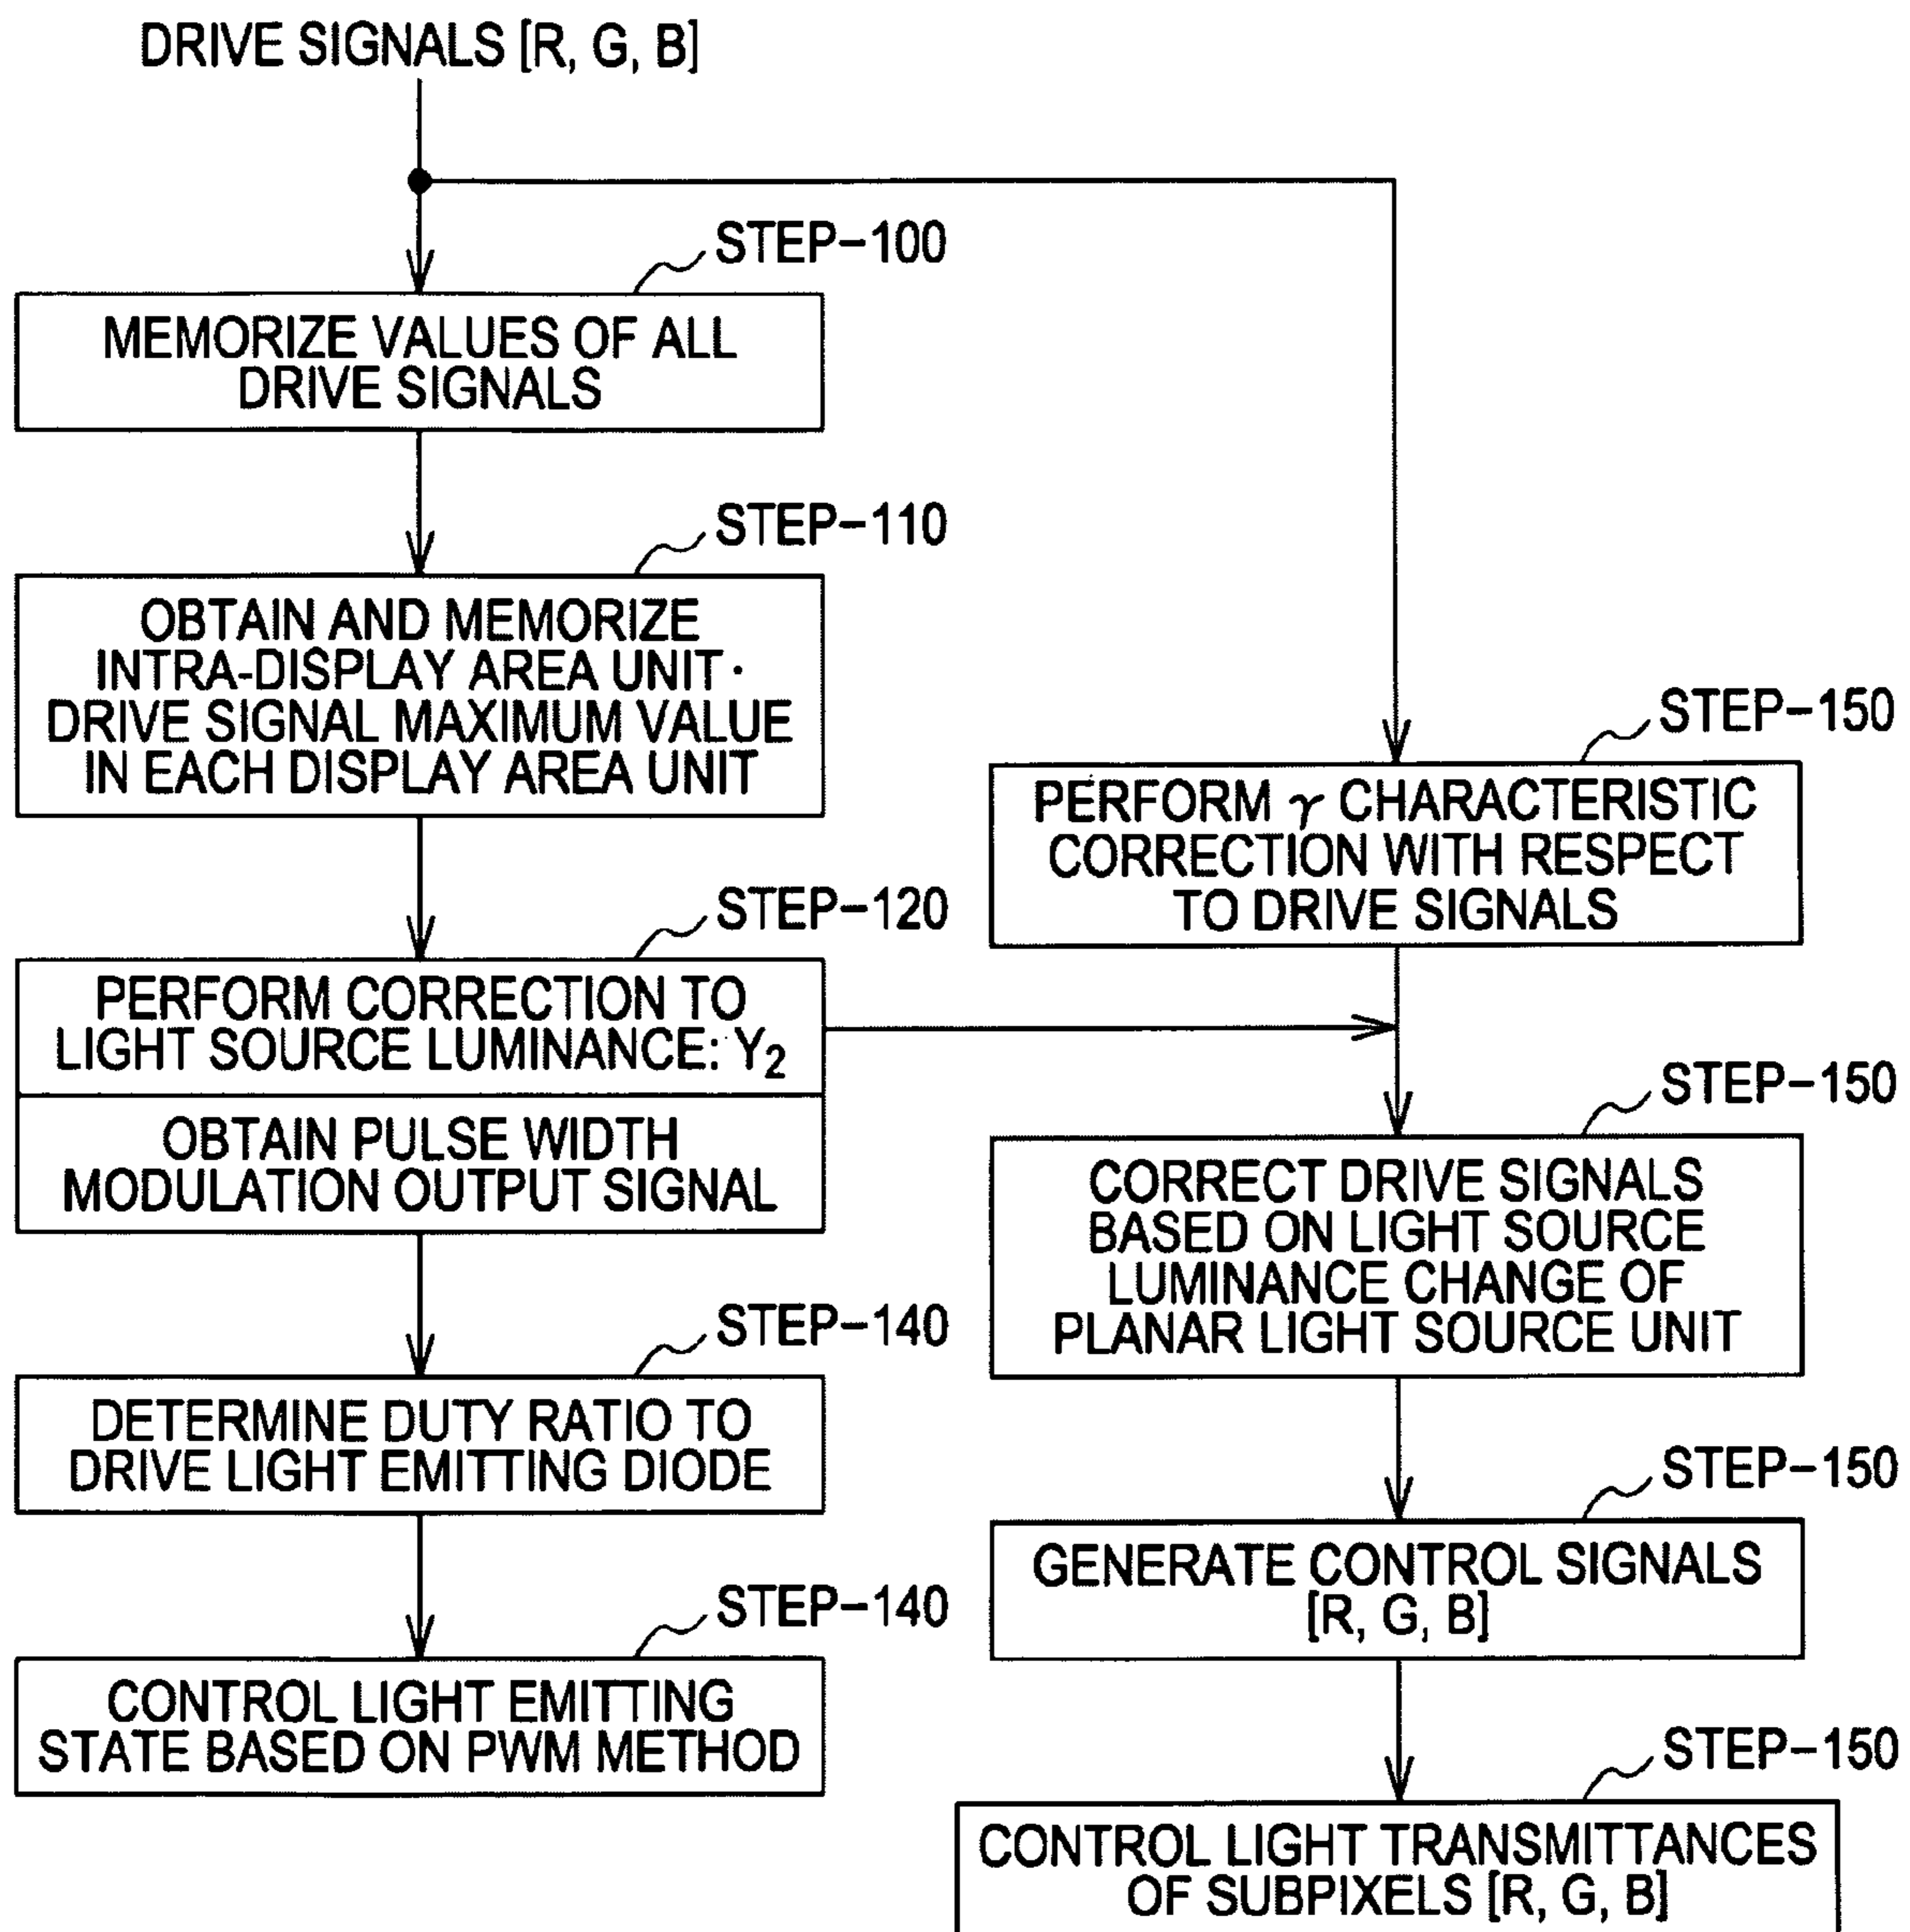 DRIVE SIGNALS [R, G, B]
STEP-100
MEMORIZE VALUES OF ALL
DRIVE SIGNALS
STEP-110
OBTAIN AND MEMORIZE
INTRA-DISPLAY AREA UNIT·
DRIVE SIGNAL MAXIMUM VALUE
IN EACH DISPLAY AREA UNIT
STEP-120
PERFORM CORRECTION TO
LIGHT SOURCE LUMINANCE: Y₂
OBTAIN PULSE WIDTH
MODULATION OUTPUT SIGNAL
STEP-140
DETERMINE DUTY RATIO TO
DRIVE LIGHT EMITTING DIODE
STEP-140
CONTROL LIGHT EMITTING
STATE BASED ON PWM METHOD
STEP-150
PERFORM γ CHARACTERISTIC
CORRECTION WITH RESPECT
TO DRIVE SIGNALS
STEP-150
CORRECT DRIVE SIGNALS
BASED ON LIGHT SOURCE
LUMINANCE CHANGE OF
PLANAR LIGHT SOURCE UNIT
STEP-150
GENERATE CONTROL SIGNALS
[R, G, B]
STEP-150
CONTROL LIGHT TRANSMITTANCES
OF SUBPIXELS [R, G, B]